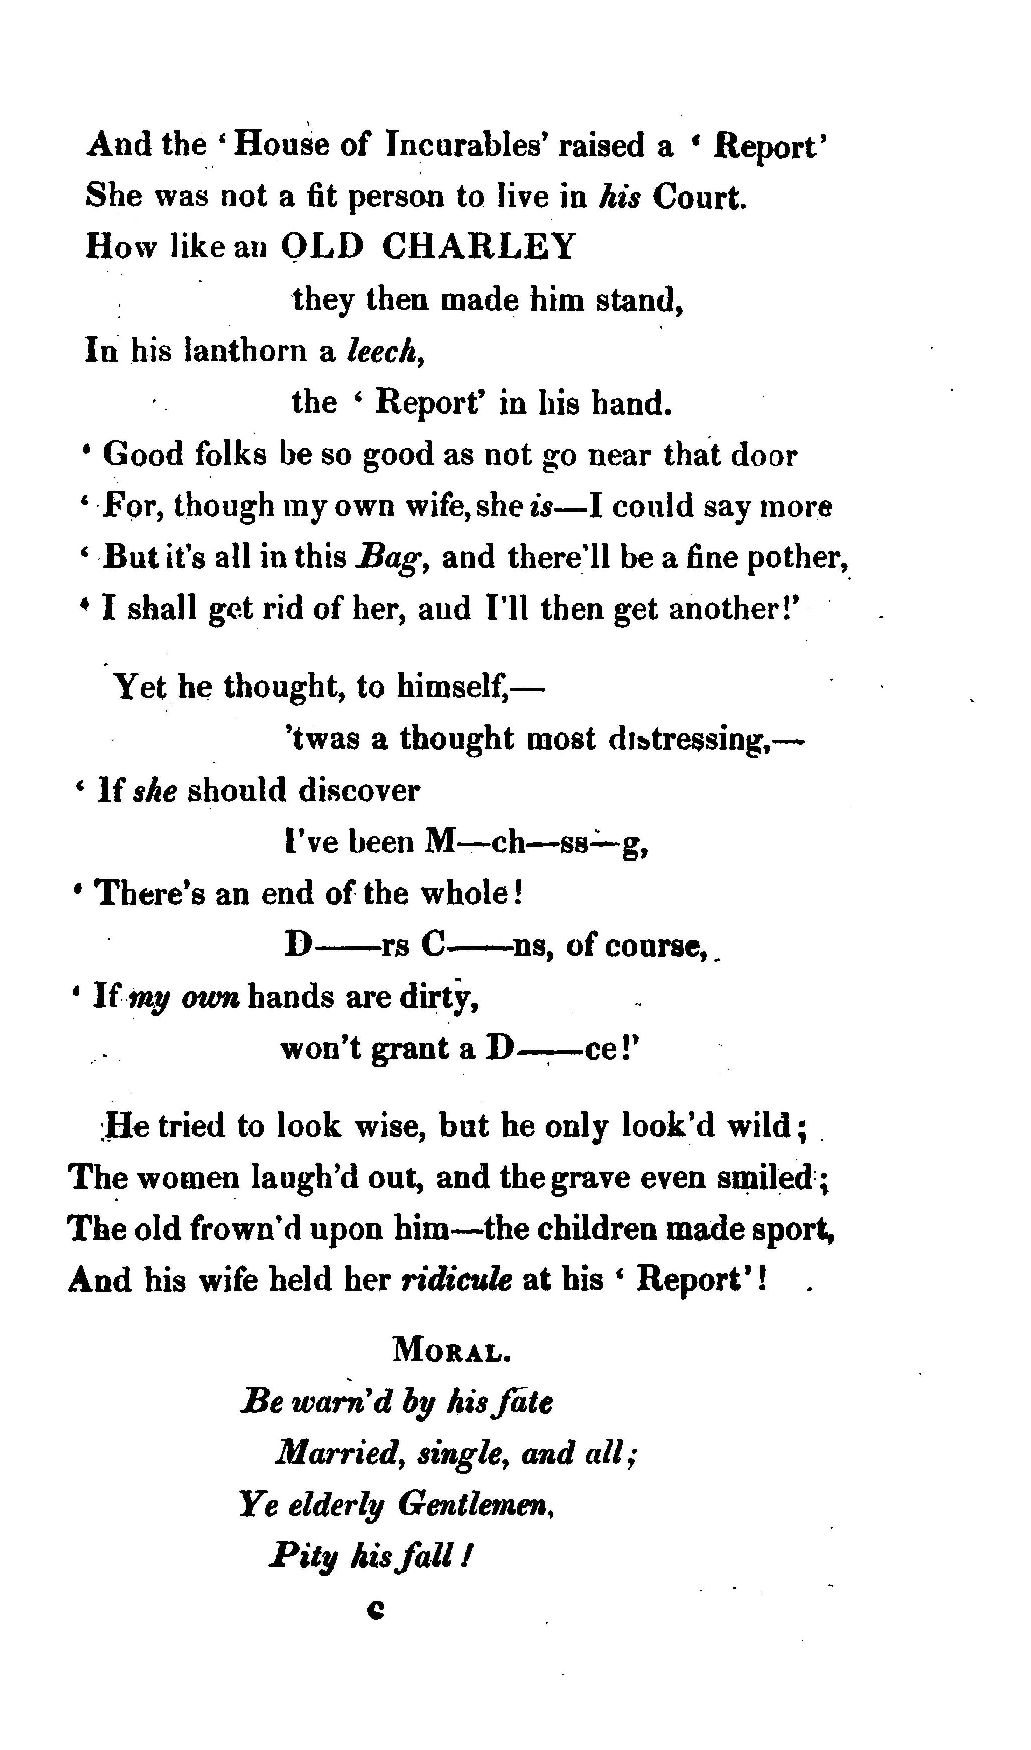 And the ‘ House of Incurables’ raised a ‘ Report’
She was not a fit person to live in his Court.
How like an OLD CHARLEY
they then made him stand,
In his lanthorn a leech,
the ‘ Report’ in his hand.
‘ Good folks be so good as not go near that door
‘ For, though my own wife, she is—I could say more
‘ But it's all in this Bag, and there'll be a fine pother,
‘ I shall get rid of her, and I'll then get another!’
Yet he thought, to himself,—
’twas a thought most distressing,—
‘ If she should discover
I've been M—ch—ss—g,
‘ There's an end of the whole!
D——rs C——ns, of course,
‘ If my own hands are dirty,
won't grant a D——ce!’
He tried to look wise, but he only look'd wild;
The women laugh'd out, and the grave even smiled;
The old frown'd upon him—the children made sport,
And his wife held her ridicule at his ‘ Report’!
MORAL.
Be warn'd by his fate
Married, single, and all;
Ye elderly Gentlemen,
Pity his fall!
C